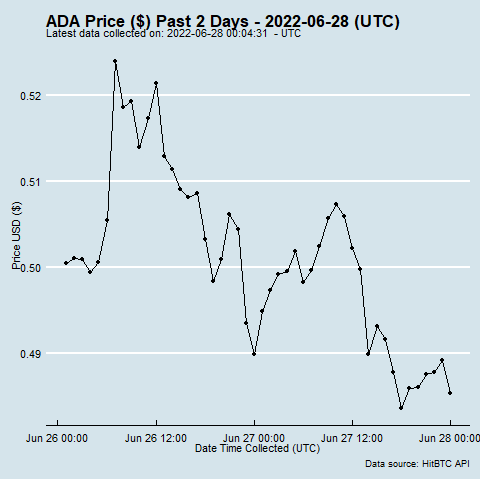 ADA Price ($) Past 2 Days - 2022-06-28 (UTC)
Latest data collected on: 2022-06-28 00:04:31 - UTC
0.52
0.51
0.50
0.49
Price USD ($)
Jun 26 00:00
Jun 26 12:00
Jun 27 00:00
Jun 27 12:00
Jun 28 00:00
Date Time Collected (UTC)
Data source: HitBTC API